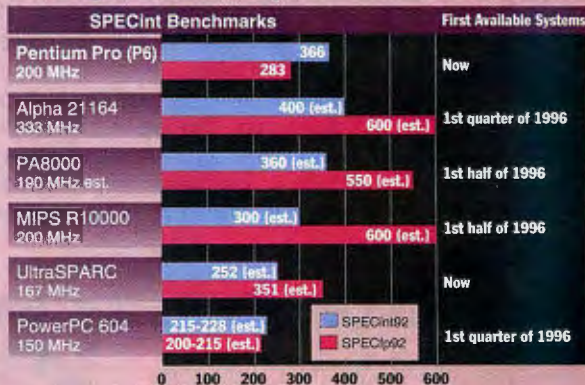 SPECint Benchmarks First Available Systems
Pentium Pro (P6) 366
200 MHz 283 Now
Alpha 21164 400 (est.)
333 MHz 600 (est.) 1st quarter of 1996
PA8000 360 (est.)
190 MHz est. 550 (est.) 1st half of 1996
MIPS R10000 300 (est.)
200 MHz 600 (est.) 1st half of 1996
UltraSPARC 252 (est.)
167 MHz 351 (est.) Now
PowerPC 604 215-228 (est.) SPECint92
150 MHz 200-215 (est.) SPECfp92 1st quarter of 1996
0 100 200 300 400 500 600